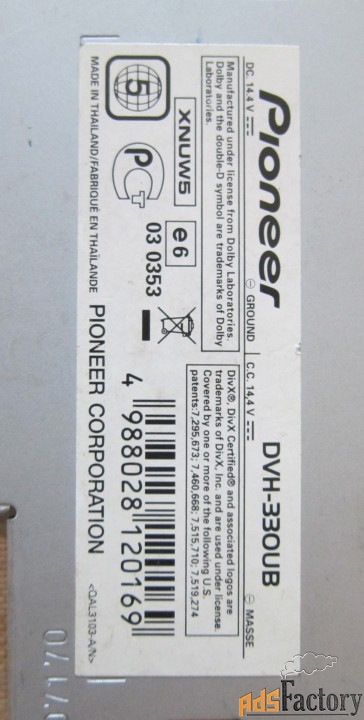 Pioneer DVH-330UB
DC. 14.4 V ⊖ GROUND C.C. 14,4 V ⊖ MASSE
Manufactured under license from Dolby Laboratories.
Dolby and the double-D symbol are trademarks of Dolby
Laboratories.
DivX®, DivX Certified® and associated logos are
trademarks of DivX, Inc. and are used under license.
Covered by one or more of the following U.S.
patents:7,295,673; 7,460,668; 7,515,710; 7,519,274
XNUW5
e6
5
03 0353
4 988028 120169
MADE IN THAILAND/FABRIQUÉ EN THAÏLANDE
PIONEER CORPORATION
<QAL3103-A/N>
adsFactory